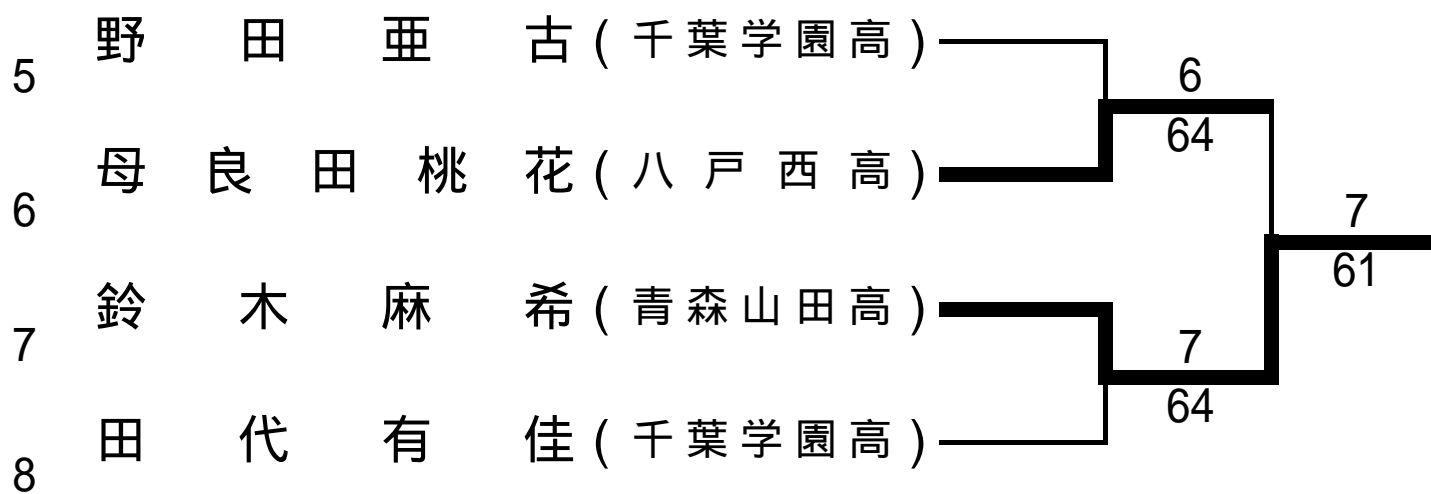 5 野田亜古(千葉学園高)
6
64
6 母良田桃花(八戸西高)
7
61
7 鈴木麻希(青森山田高)
7
64
8 田代有佳(千葉学園高)